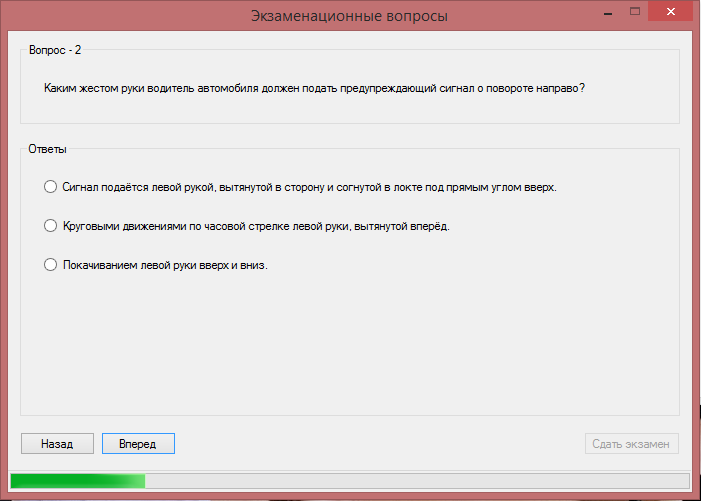 Экзаменационные вопросы
Вопрос - 2
Каким жестом руки водитель автомобиля должен подать предупреждающий сигнал о повороте направо?
Ответы
Сигнал подаётся левой рукой, вытянутой в сторону и согнутой в локте под прямым углом вверх.
Круговыми движениями по часовой стрелке левой руки, вытянутой вперёд.
Покачиванием левой руки вверх и вниз.
Назад Вперед Сдать экзамен